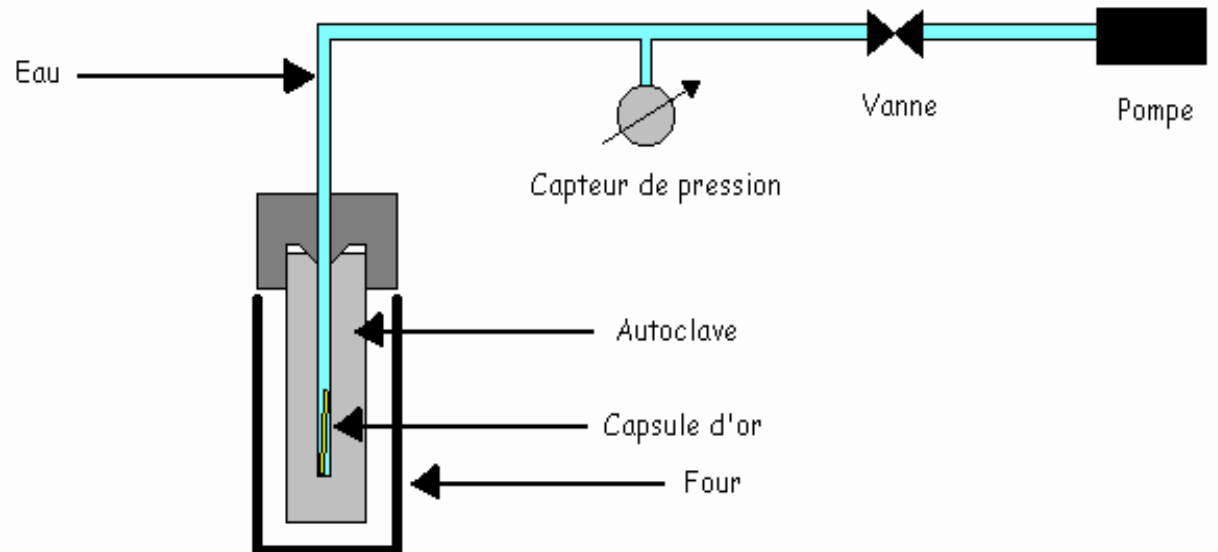 Eau
Vanne
Pompe
Capteur de pression
Autoclave
Capsule d'or
Four